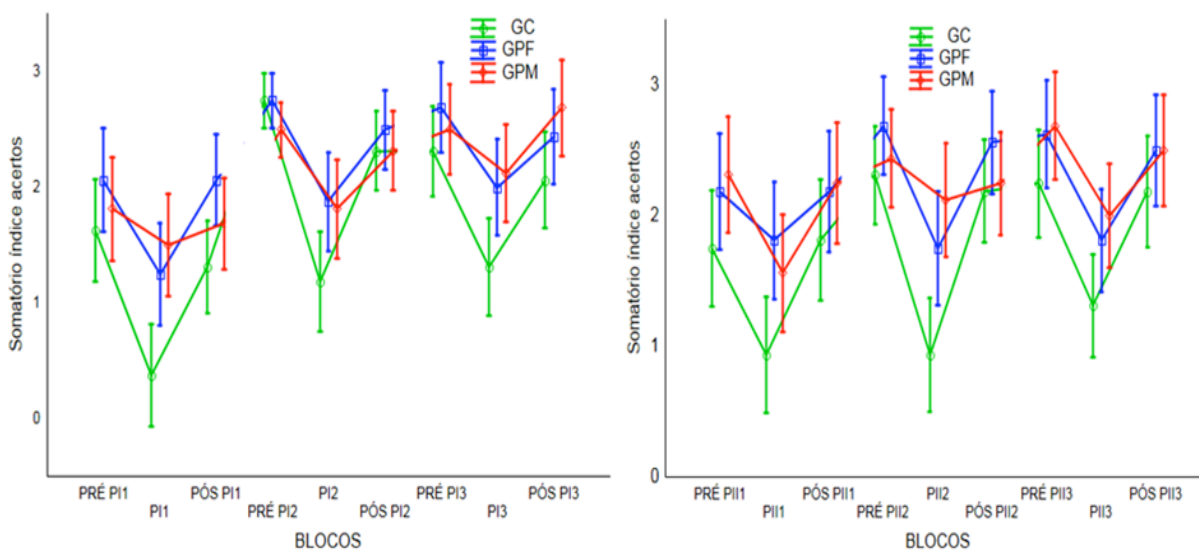 GC
GPF
GPM
3
2
1
0
Somatório índice acertos
PRÉ PI1
PÓS PI1
PI2
PRÉ PI3
PÓS PI3
PI1
PRÉ PI2
PÓS PI2
PI3
BLOCOS
GC
GPF
GPM
3
2
1
0
Somatório índice acertos
PRÉ PII1
PÓS PII1
PII2
PRÉ PII3
PÓS PII3
PII1
PRÉ PII2
PÓS PII2
PII3
BLOCOS